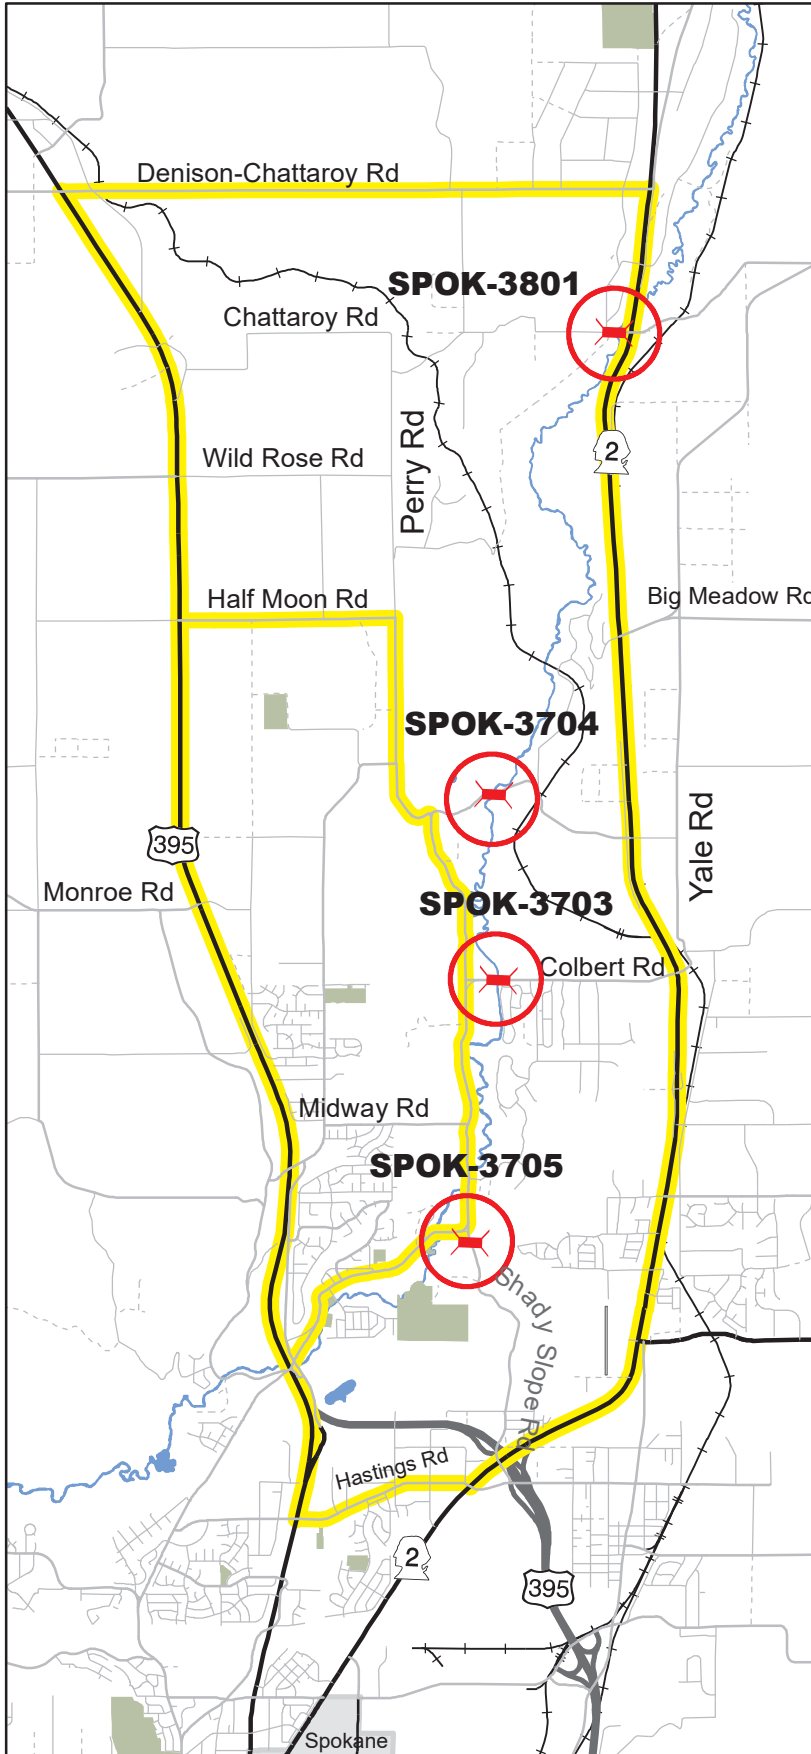 Denison-Chattaroy Rd
SPOK-3801
Chattaroy Rd
Perry Rd
2
Wild Rose Rd
Half Moon Rd
Big Meadow Rd
SPOK-3704
Yale Rd
395
Monroe Rd
SPOK-3703
Colbert Rd
Midway Rd
SPOK-3705
Shady Slope Rd
Hastings Rd
2
395
Spokane